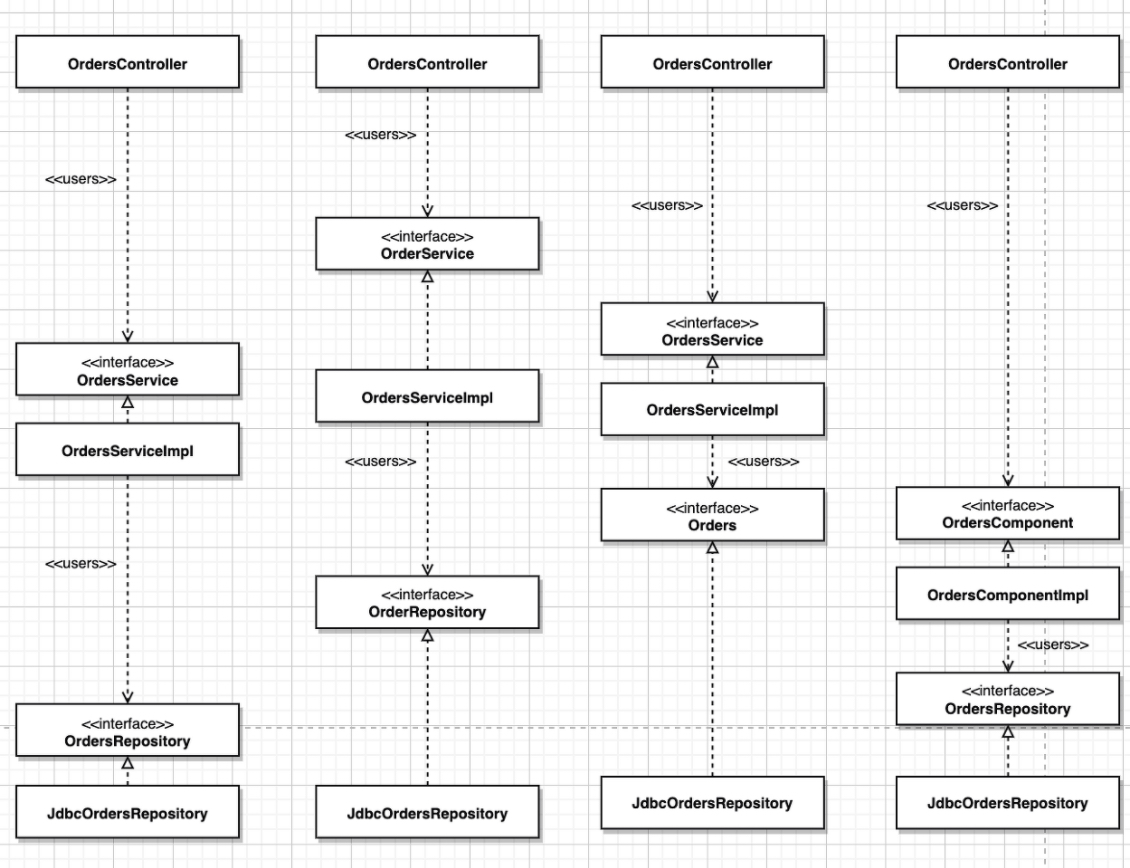 OrdersController
<<users>>
<<interface>>
OrdersService
OrdersServiceImpl
<<users>>
<<interface>>
OrdersRepository
JdbcOrdersRepository
OrdersController
<<users>>
<<interface>>
OrderService
OrdersServiceImpl
<<users>>
<<interface>>
OrderRepository
JdbcOrdersRepository
OrdersController
<<users>>
<<interface>>
OrdersService
OrdersServiceImpl
<<users>>
<<interface>>
Orders
JdbcOrdersRepository
OrdersController
<<users>>
<<interface>>
OrdersComponent
OrdersComponentImpl
<<users>>
<<interface>>
OrdersRepository
JdbcOrdersRepository